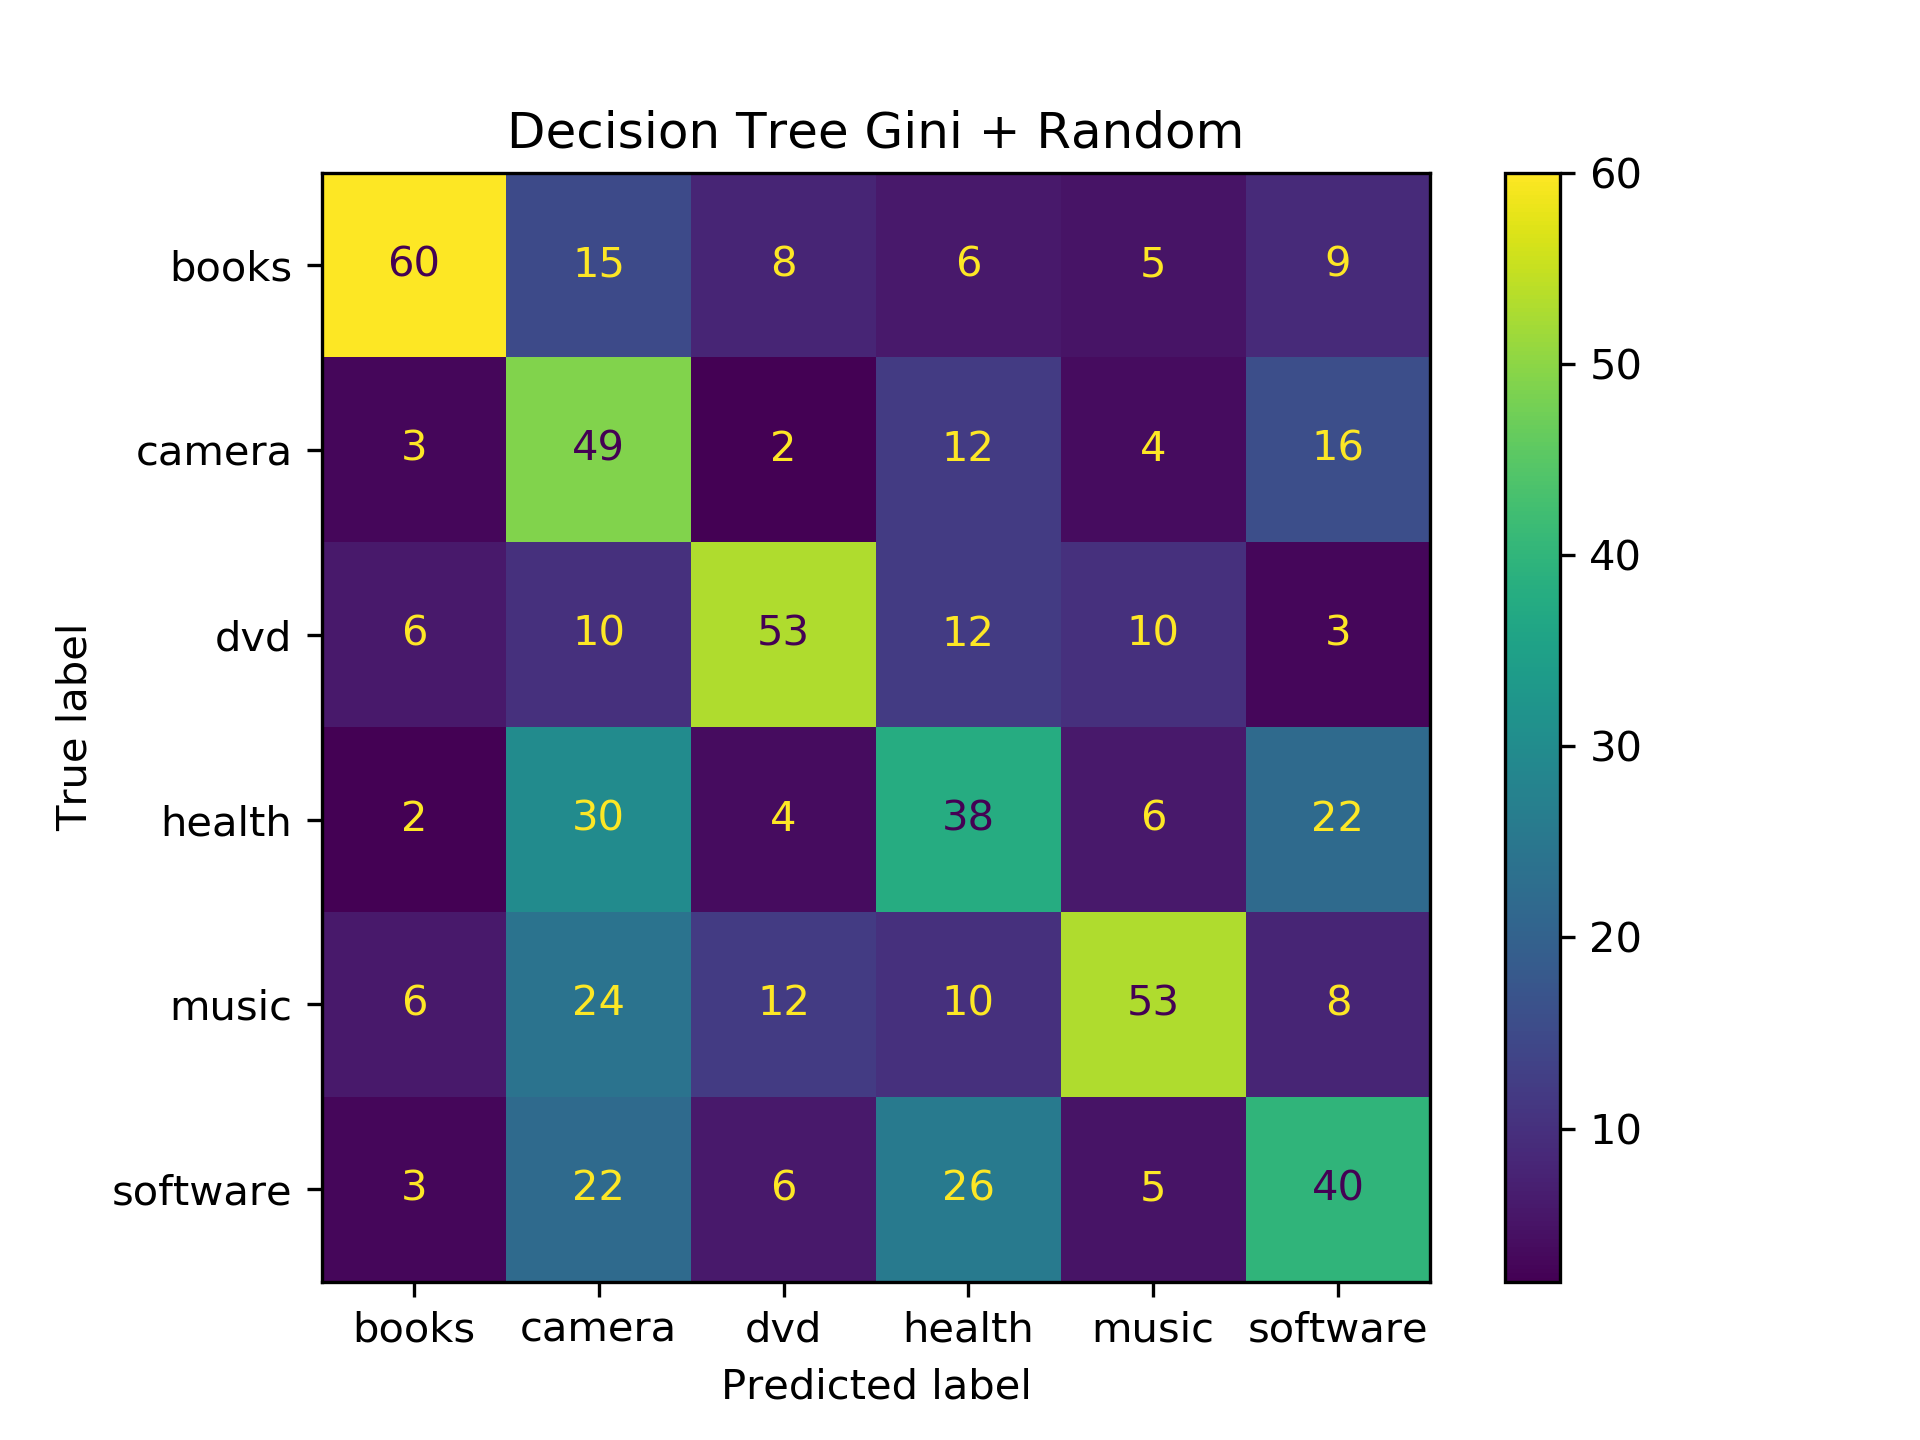 Decision Tree Gini + Random
60
books 60 15 8 6 5 9
50
camera 3 49 2 12 4 16
40
True label
dvd 6 10 53 12 10 3
30
health 2 30 4 38 6 22
20
music 6 24 12 10 53 8
10
software 3 22 6 26 5 40
books camera dvd health music software
Predicted label